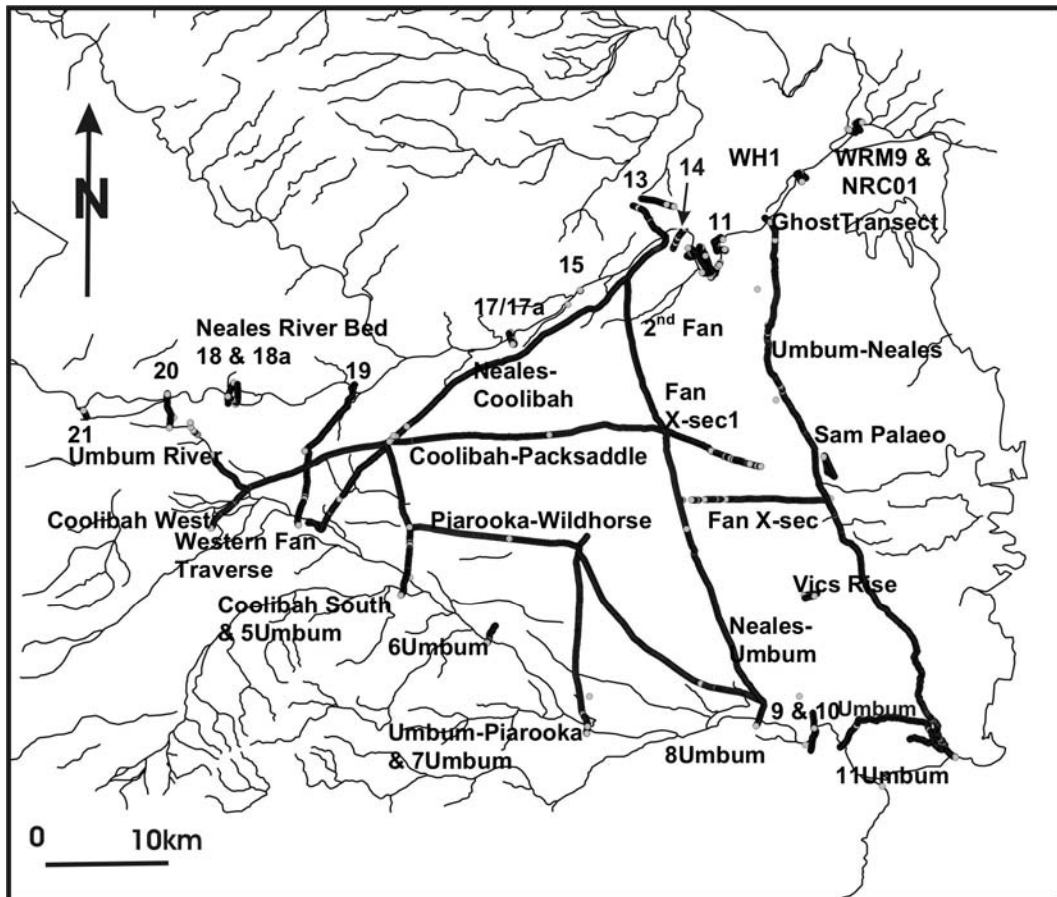 WH1
WRM9 &
NRC01
N
13
14
11
GhostTransect
15
17/17a
2nd Fan
Neales River Bed
18 & 18a
20
19
Neales-
Coolibah
Umbum-Neales
Fan
X-sec1
21
Umbum River
Coolibah-Packsaddle
Sam Palaeo
Coolibah West
Western Fan
Traverse
Piarooka-Wildhorse
Fan X-sec
Coolibah South
& 5Umbum
Vics Rise
6Umbum
Neales-
Umbum
Umbum-Piarooka
& 7Umbum
8Umbum
9 & 10
Umbum
11Umbum
0 10km